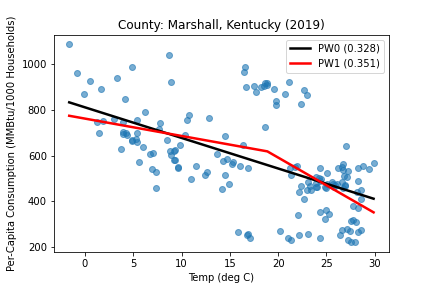 County: Marshall, Kentucky (2019)
PW0 (0.328)
PW1 (0.351)
Per-Capita Consumption (MMBtu/1000 Households)
1000
800
600
400
200
0
5
10
15
20
25
30
Temp (deg C)